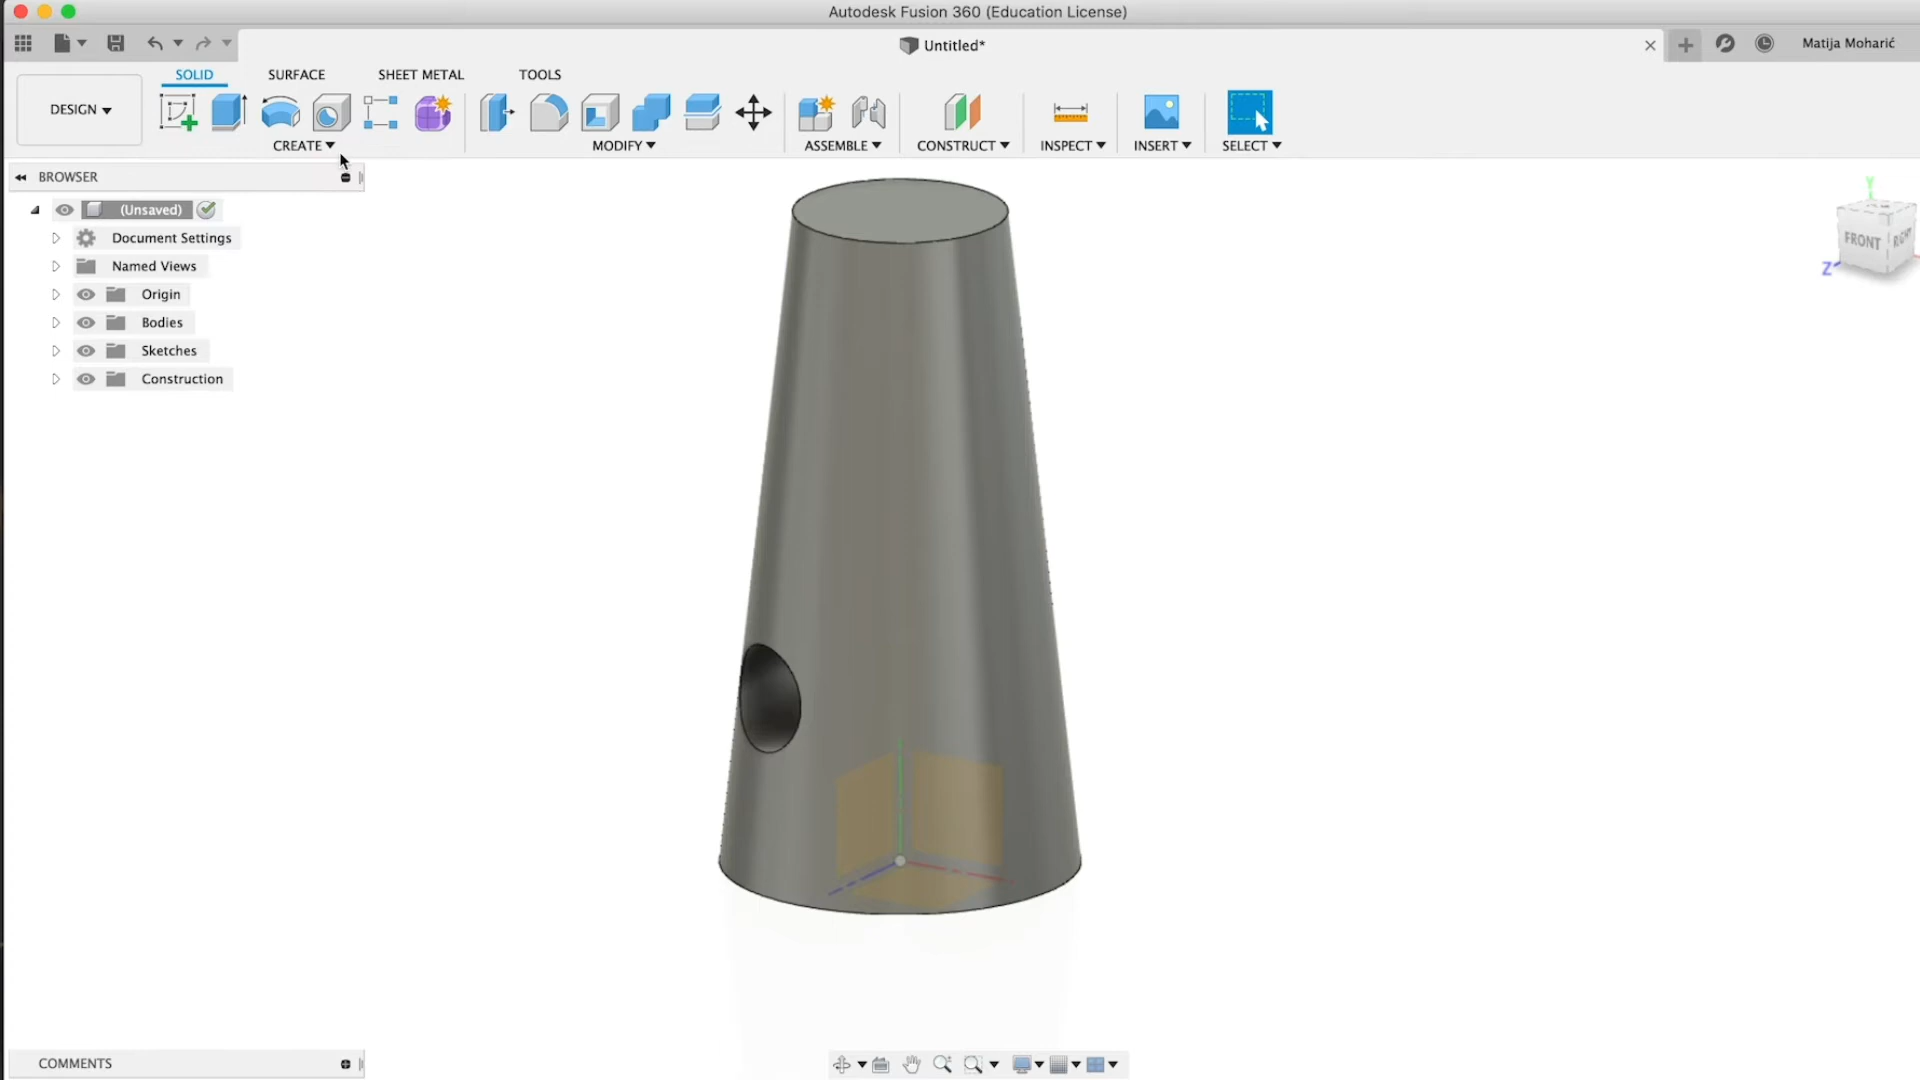 Autodesk Fusion 360 (Education License)
Untitled*
Matija Moharić
SOLID
SURFACE
SHEET METAL
TOOLS
DESIGN
CREATE
MODIFY
ASSEMBLE
CONSTRUCT
INSPECT
INSERT
SELECT
BROWSER
(Unsaved)
Document Settings
Named Views
Origin
Bodies
Sketches
Construction
Y
FRONT
RIGHT
Z
COMMENTS